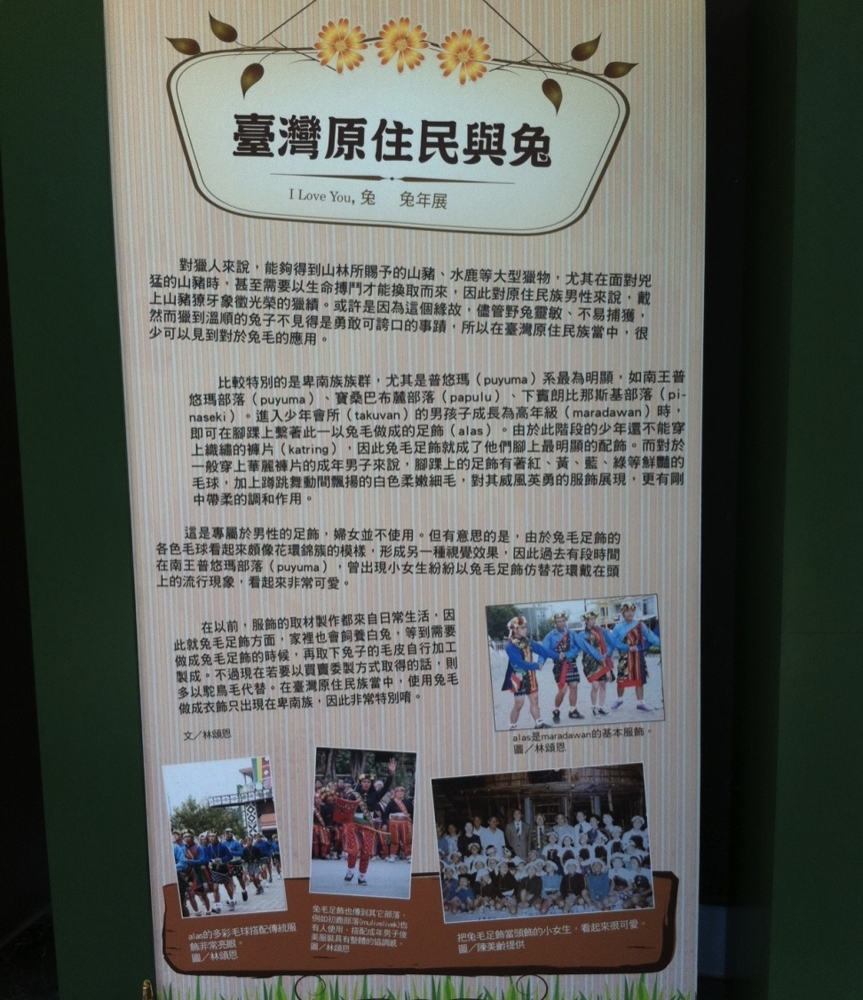 臺灣原住民與兔
I Love You, 兔　兔年展
對獵人來說，能夠得到山林所賜予的山豬、水鹿等大型獵物，尤其在面對兇
猛的山豬時，甚至需要以生命搏鬥才能換取而來，因此對原住民族男性來說，戴
上山豬獠牙象徵光榮的獵績。或許是因為這個緣故，儘管野兔靈敏、不易捕獲，
然而獵到溫順的兔子不見得是勇敢可誇口的事蹟，所以在臺灣原住民族當中，很
少可以見到對於兔毛的應用。
比較特別的是卑南族族群，尤其是普悠瑪（puyuma）系最為明顯，如南王普
悠瑪部落（puyuma）、寶桑巴布麓部落（papulu）、下賓朗比那斯基部落（pi-
naseki）。進入少年會所（takuvan）的男孩子成長為高年級（maradawan）時，
即可在腳踝上繫著此一以兔毛做成的足飾（alas）。由於此階段的少年還不能穿
上織繡的褲片（katring），因此兔毛足飾就成了他們腳上最明顯的配飾。而對於
一般穿上華麗褲片的成年男子來說，腳踝上的足飾有著紅、黃、藍、綠等鮮豔的
毛球，加上蹲跳舞動間飄揚的白色柔嫩細毛，對其威風英勇的服飾展現，更有剛
中帶柔的調和作用。
這是專屬於男性的足飾，婦女並不使用。但有意思的是，由於兔毛足飾的
各色毛球看起來頗像花環錦簇的模樣，形成另一種視覺效果，因此過去有段時間
在南王普悠瑪部落（puyuma），曾出現小女生紛紛以兔毛足飾仿替花環戴在頭
上的流行現象，看起來非常可愛。
在以前，服飾的取材製作都來自日常生活，因
此就兔毛足飾方面，家裡也會飼養白兔，等到需要
做成兔毛足飾的時候，再取下兔子的毛皮自行加工
製成。不過現在若要以買賣委製方式取得的話，則
多以鴕鳥毛代替。在臺灣原住民族當中，使用兔毛
做成衣飾只出現在卑南族，因此非常特別唷。
文／林頌恩
alas是maradawan的基本服飾。
圖／林頌恩
alas的多彩毛球搭配傳統服
飾非常亮眼。
圖／林頌恩
兔毛足飾也傳到其它部落，
例如初鹿部落(mulivelivek)也
有人使用，搭配成年男子俊
美服裝具有整體的協調感。
圖／林頌恩
把兔毛足飾當頭飾的小女生，看起來很可愛。
圖／陳美齡提供